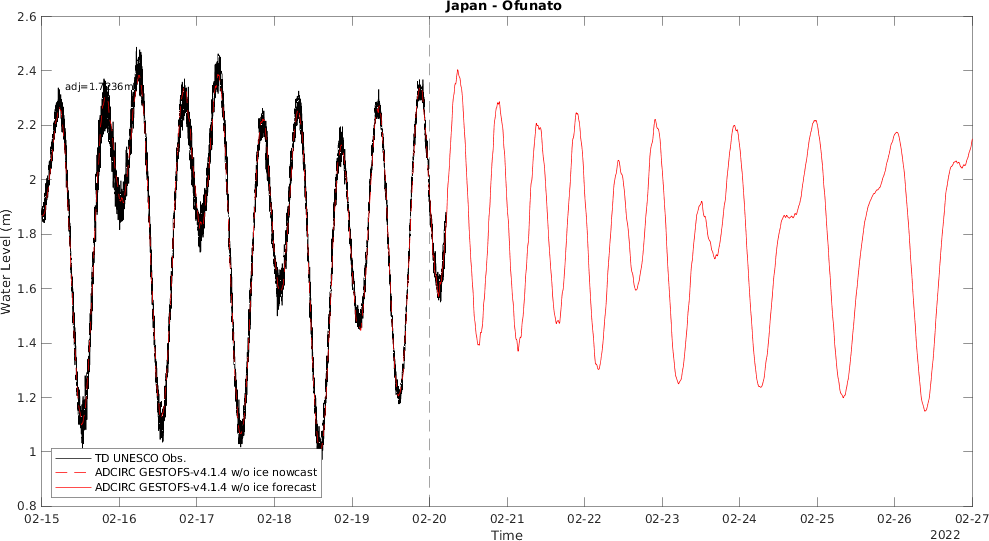 Japan - Ofunato
2.6
2.4
2.2
2
1.8
1.6
1.4
1.2
1
0.8
Water Level (m)
adj=1.7236m
TD UNESCO Obs.
ADCIRC GESTOFS-v4.1.4 w/o ice nowcast
ADCIRC GESTOFS-v4.1.4 w/o ice forecast
02-15 02-16 02-17 02-18 02-19 02-20 02-21 02-22 02-23 02-24 02-25 02-26 02-27
Time
2022